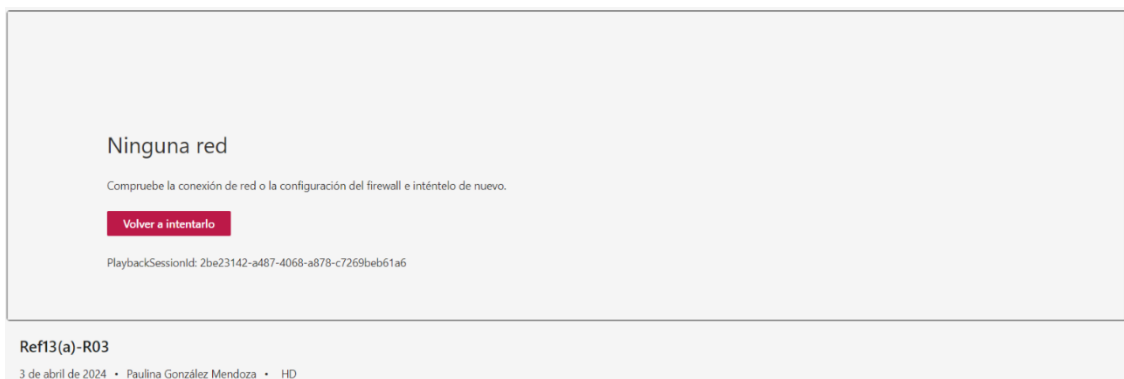 Ninguna red
Compruebe la conexión de red o la configuración del firewall e inténtelo de nuevo.
Volver a intentarlo
PlaybackSessionId: 2be23142-a487-4068-a878-c7269beb61a6
Ref13(a)-R03
3 de abril de 2024 • Paulina González Mendoza • HD